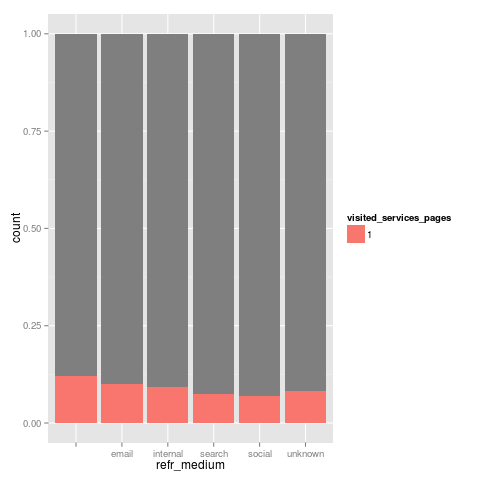 1.00
0.75
0.50
0.25
0.00
count
email internal search social unknown
refr_medium
visited_services_pages
1